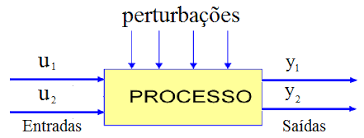 perturbações
u1
y1
u2
PROCESSO
y2
Entradas
Saídas